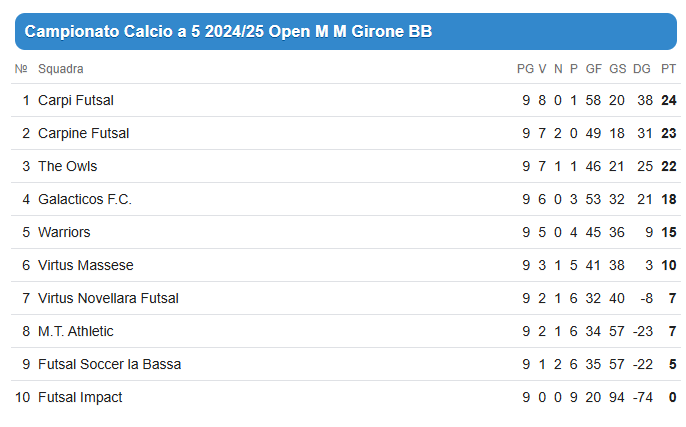 Campionato Calcio a 5 2024/25 Open M M Girone BB
№ Squadra PG V N P GF GS DG PT
1 Carpi Futsal 9 8 0 1 58 20 38 24
2 Carpine Futsal 9 7 2 0 49 18 31 23
3 The Owls 9 7 1 1 46 21 25 22
4 Galacticos F.C. 9 6 0 3 53 32 21 18
5 Warriors 9 5 0 4 45 36 9 15
6 Virtus Massese 9 3 1 5 41 38 3 10
7 Virtus Novellara Futsal 9 2 1 6 32 40 -8 7
8 M.T. Athletic 9 2 1 6 34 57 -23 7
9 Futsal Soccer la Bassa 9 1 2 6 35 57 -22 5
10 Futsal Impact 9 0 0 9 20 94 -74 0